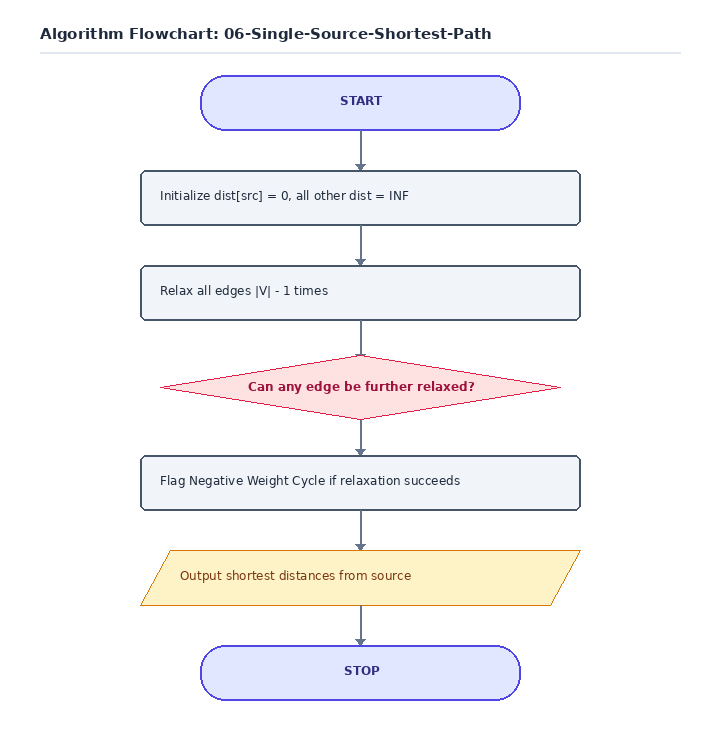 Algorithm Flowchart: 06-Single-Source-Shortest-Path
START
Initialize dist[src] = 0, all other dist = INF
Relax all edges |V| - 1 times
Can any edge be further relaxed?
Flag Negative Weight Cycle if relaxation succeeds
Output shortest distances from source
STOP